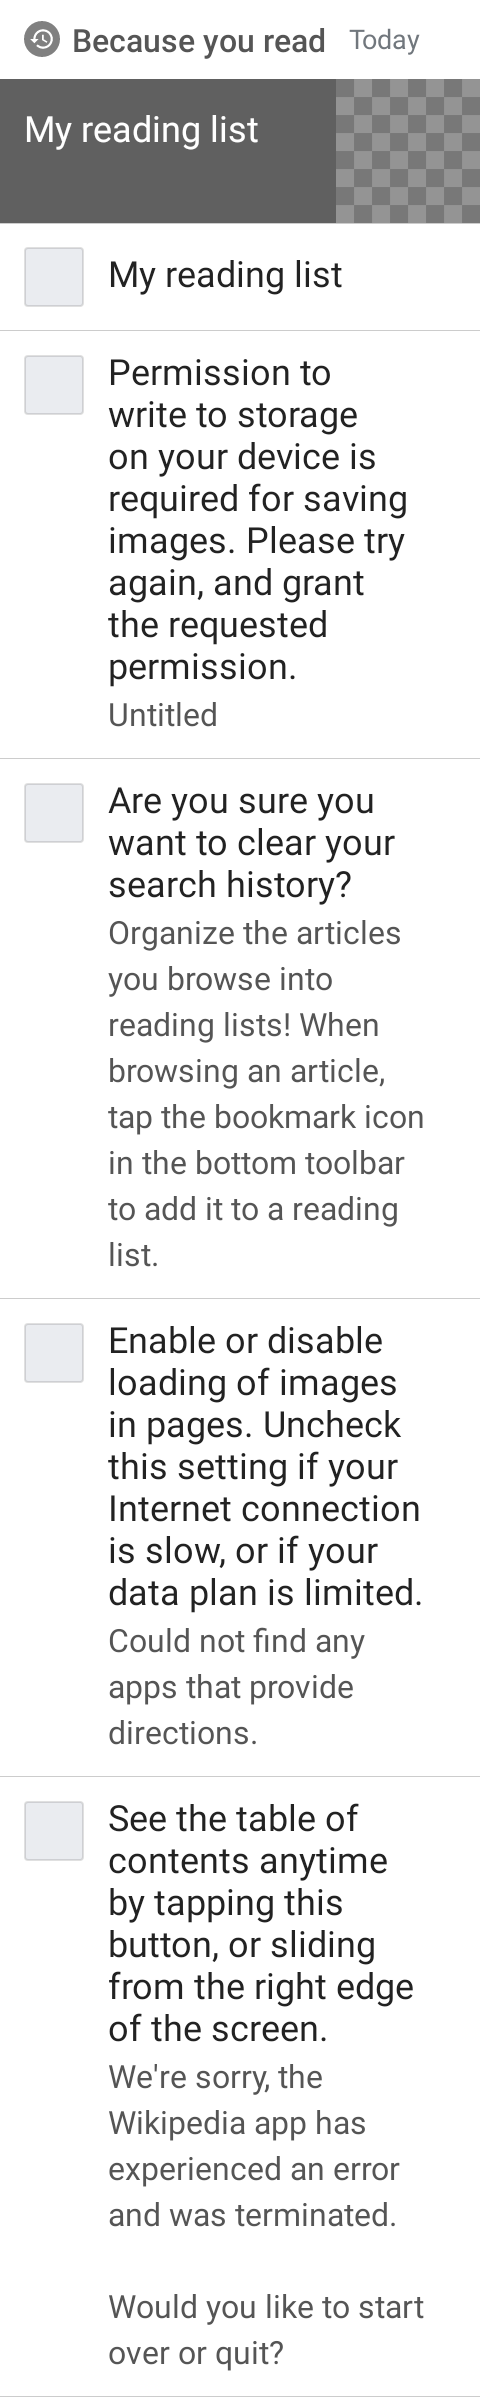 Because you read Today
My reading list
My reading list
Permission to
write to storage
on your device is
required for saving
images. Please try
again, and grant
the requested
permission.
Untitled
Are you sure you
want to clear your
search history?
Organize the articles
you browse into
reading lists! When
browsing an article,
tap the bookmark icon
in the bottom toolbar
to add it to a reading
list.
Enable or disable
loading of images
in pages. Uncheck
this setting if your
Internet connection
is slow, or if your
data plan is limited.
Could not find any
apps that provide
directions.
See the table of
contents anytime
by tapping this
button, or sliding
from the right edge
of the screen.
We're sorry, the
Wikipedia app has
experienced an error
and was terminated.
Would you like to start
over or quit?